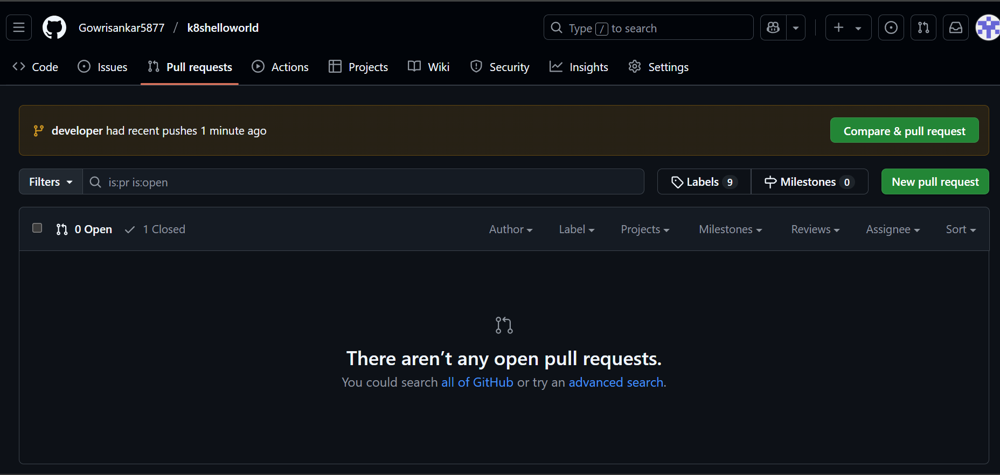 Gowrisankar5877 / k8shelloworld
Type / to search
Code Issues Pull requests Actions Projects Wiki Security Insights Settings
developer had recent pushes 1 minute ago
Compare & pull request
Filters
is:pr is:open
Labels 9
Milestones 0
New pull request
0 Open 1 Closed
Author Label Projects Milestones Reviews Assignee Sort
There aren’t any open pull requests.
You could search all of GitHub or try an advanced search.